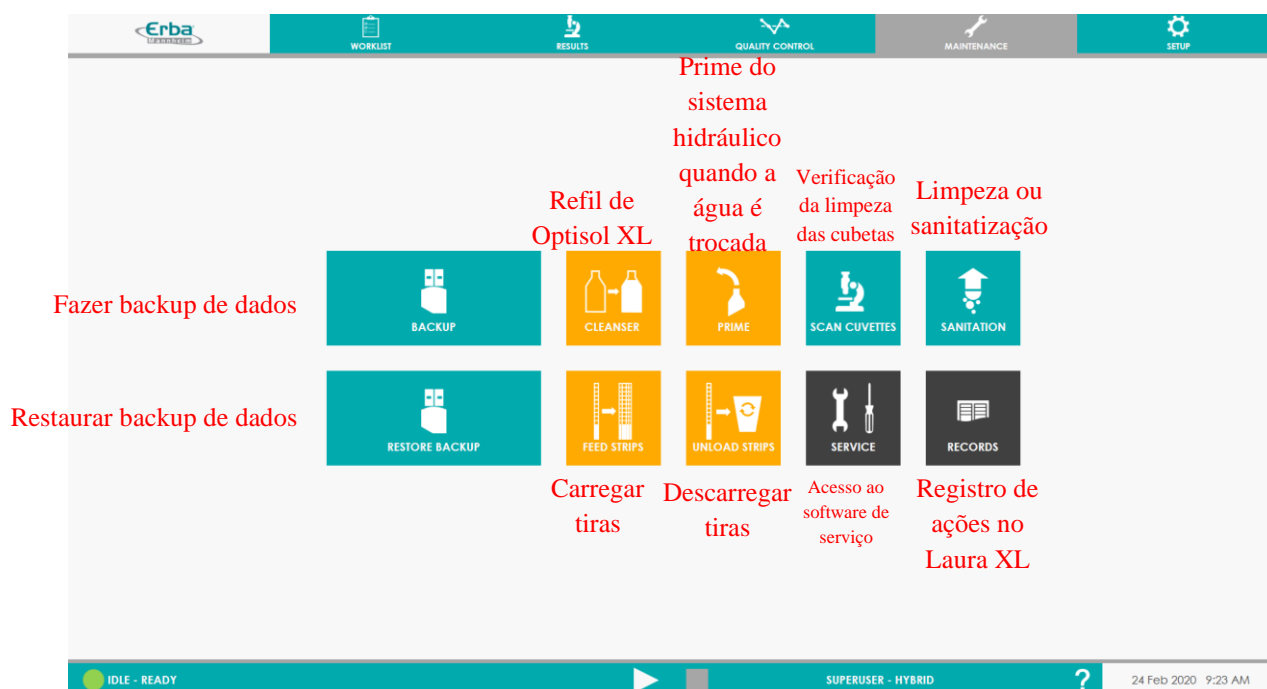 Erba
Mannheim
WORKLIST
RESULTS
QUALITY CONTROL
MAINTENANCE
SETUP
Prime do
sistema
hidráulico
quando a
água é
trocada
Refil de
Optisol XL
Verificação
da limpeza
das cubetas
Limpeza ou
sanitatização
Fazer backup de dados
BACKUP
CLEANSER
PRIME
SCAN CUVETTES
SANITATION
Restaurar backup de dados
RESTORE BACKUP
FEED STRIPS
UNLOAD STRIPS
SERVICE
RECORDS
Carregar
tiras
Descarregar
tiras
Acesso ao
software de
serviço
Registro de
ações no
Laura XL
IDLE - READY
SUPERUSER - HYBRID
?
24 Feb 2020 9:23 AM